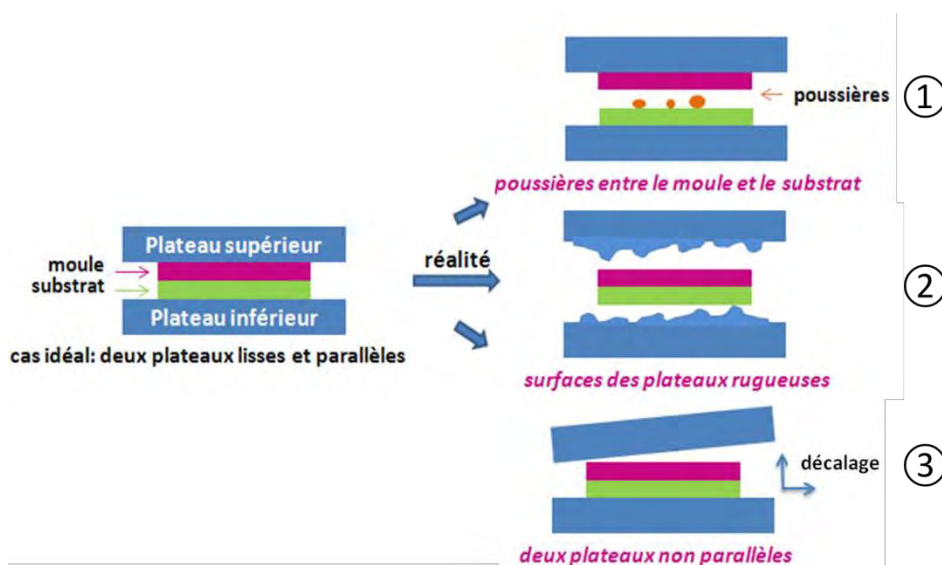 poussières
①
poussières entre le moule et le substrat
Plateau supérieur
moule
substrat
Plateau inférieur
cas idéal: deux plateaux lisses et parallèles
réalité
②
surfaces des plateaux rugueuses
décalage
③
deux plateaux non parallèles